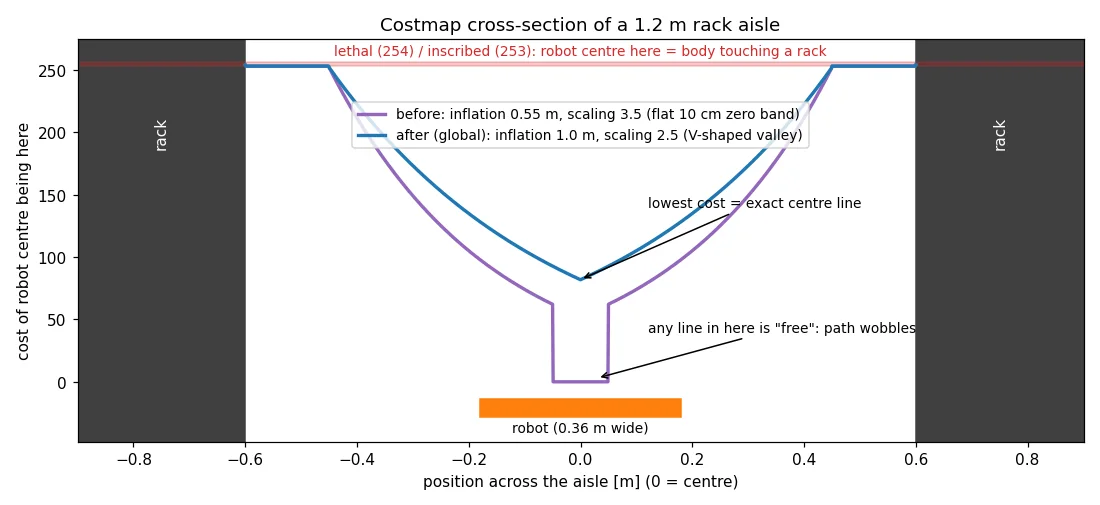 Costmap cross-section of a 1.2 m rack aisle
lethal (254) / inscribed (253): robot centre here = body touching a rack
before: inflation 0.55 m, scaling 3.5 (flat 10 cm zero band)
after (global): inflation 1.0 m, scaling 2.5 (V-shaped valley)
rack
rack
lowest cost = exact centre line
any line in here is "free": path wobbles
robot (0.36 m wide)
cost of robot centre being here
250
200
150
100
50
0
−0.8
−0.6
−0.4
−0.2
0.0
0.2
0.4
0.6
0.8
position across the aisle [m] (0 = centre)